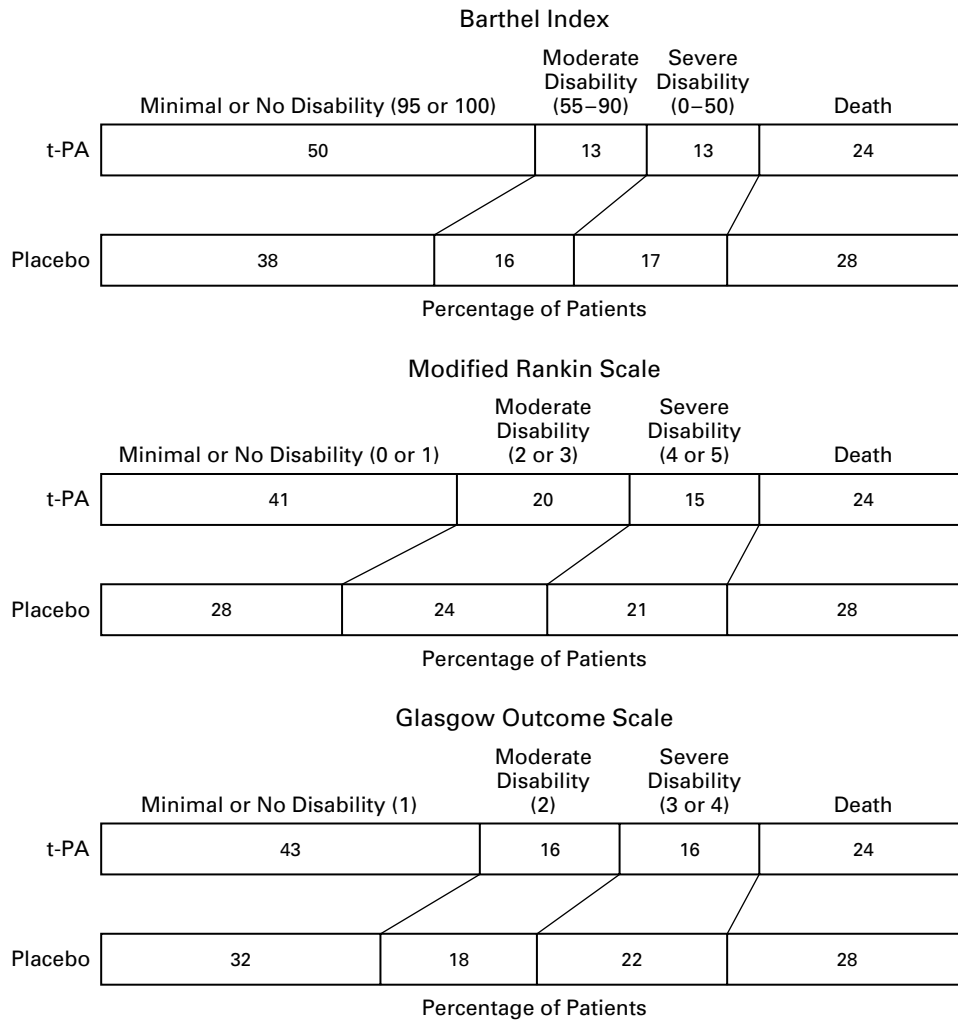 Barthel Index
Moderate Severe
Disability Disability
Minimal or No Disability (95 or 100) (55–90) (0–50) Death
t-PA 50 13 13 24
Placebo 38 16 17 28
Percentage of Patients
Modified Rankin Scale
Moderate Severe
Disability Disability
Minimal or No Disability (0 or 1) (2 or 3) (4 or 5) Death
t-PA 41 20 15 24
Placebo 28 24 21 28
Percentage of Patients
Glasgow Outcome Scale
Moderate Severe
Disability Disability
Minimal or No Disability (1) (2) (3 or 4) Death
t-PA 43 16 16 24
Placebo 32 18 22 28
Percentage of Patients